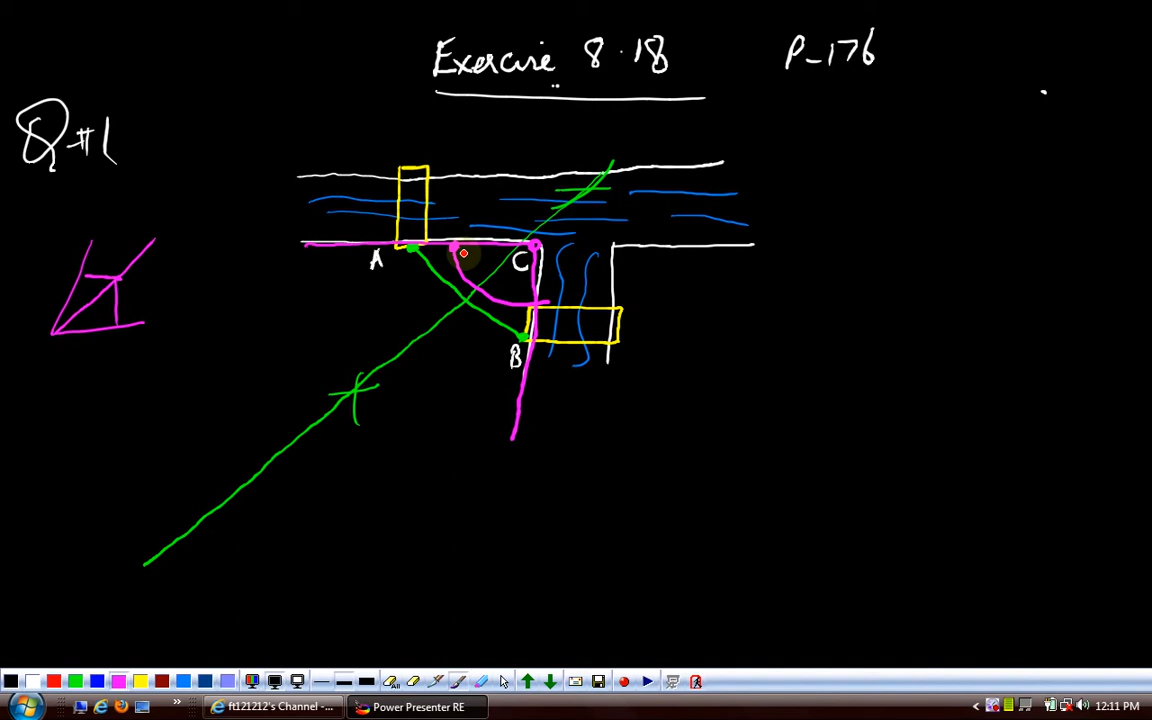 Exercise 8.18 P-176
Q#1
A
C
B
ft121212's Channel -...
Power Presenter RE
12:11 PM